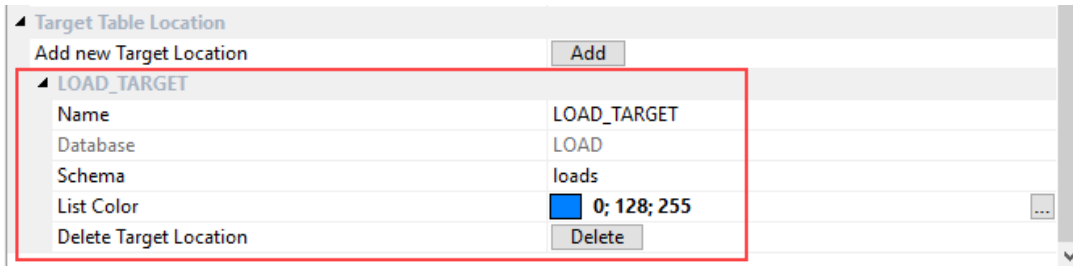 Target Table Location
Add new Target Location Add
LOAD_TARGET
Name LOAD_TARGET
Database LOAD
Schema loads
List Color 0; 128; 255 ...
Delete Target Location Delete